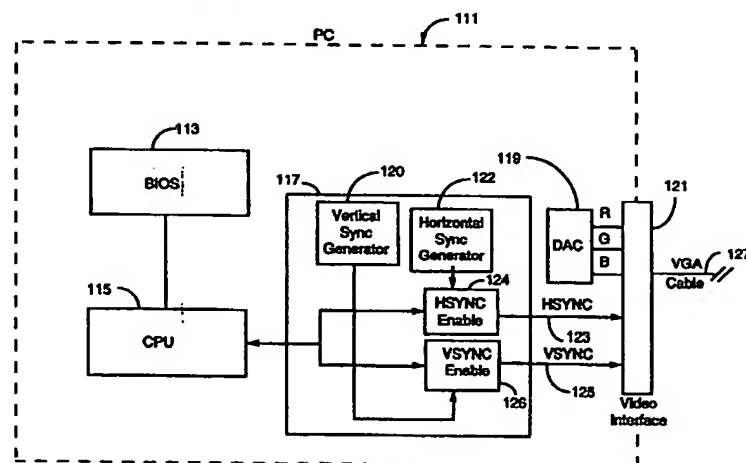 PC
111
113
BIOS
115
CPU
117
120
122
Vertical
Sync
Generator
Horizontal
Sync
Generator
124
HSYNC
Enable
VSYNC
Enable
126
119
DAC
R
G
B
HSYNC
123
VSYNC
125
121
VGA
Cable
127
Video
Interface